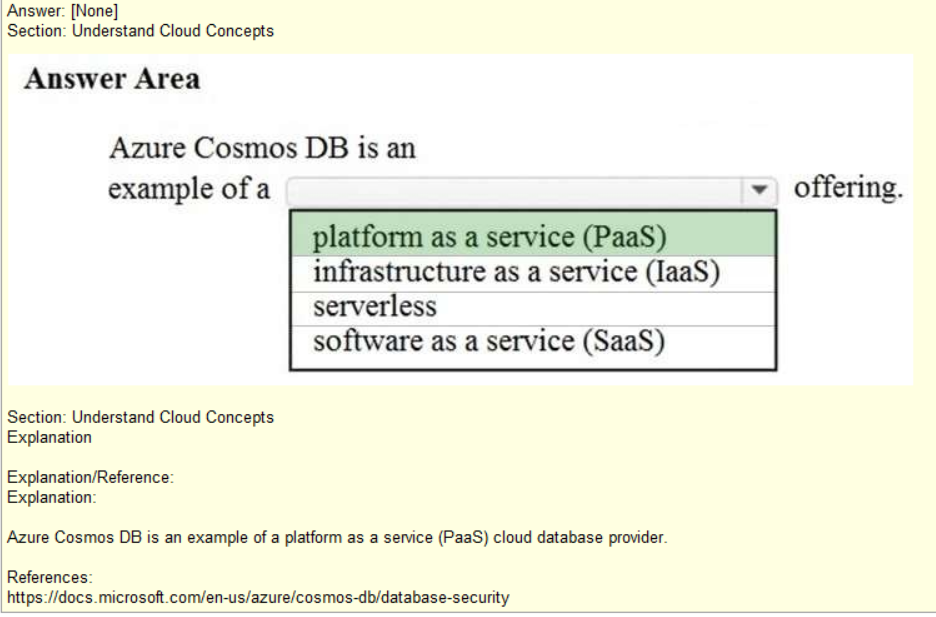 Answer: [None]
Section: Understand Cloud Concepts
Answer Area
Azure Cosmos DB is an
example of a offering.
platform as a service (PaaS)
infrastructure as a service (IaaS)
serverless
software as a service (SaaS)
Section: Understand Cloud Concepts
Explanation
Explanation/Reference:
Explanation:
Azure Cosmos DB is an example of a platform as a service (PaaS) cloud database provider.
References:
https://docs.microsoft.com/en-us/azure/cosmos-db/database-security